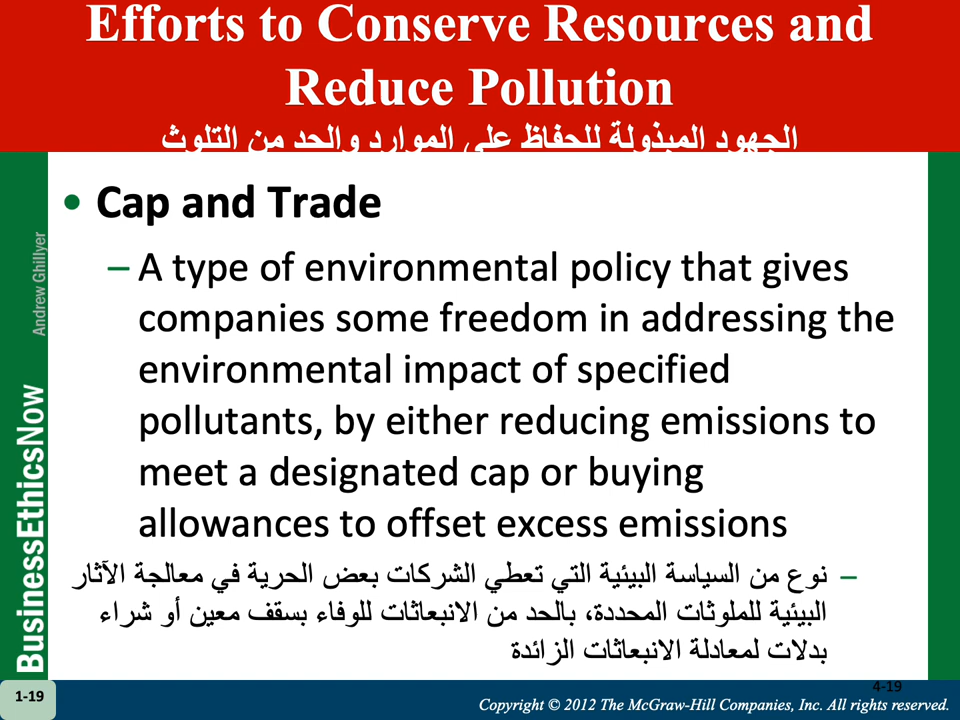 Efforts to Conserve Resources and
Reduce Pollution
الجهود المبذولة للحفاظ على الموارد والحد من التلوث
• Cap and Trade
– A type of environmental policy that gives
companies some freedom in addressing the
environmental impact of specified
pollutants, by either reducing emissions to
meet a designated cap or buying
allowances to offset excess emissions
– نوع من السياسة البيئية التي تعطي الشركات بعض الحرية في معالجة الآثار
البيئية للملوثات المحددة، بالحد من الانبعاثات للوفاء بسقف معين أو شراء
بدلات لمعادلة الانبعاثات الزائدة
BusinessEthicsNow
Andrew Ghillyer
1-19
4-19
Copyright © 2012 The McGraw-Hill Companies, Inc. All rights reserved.